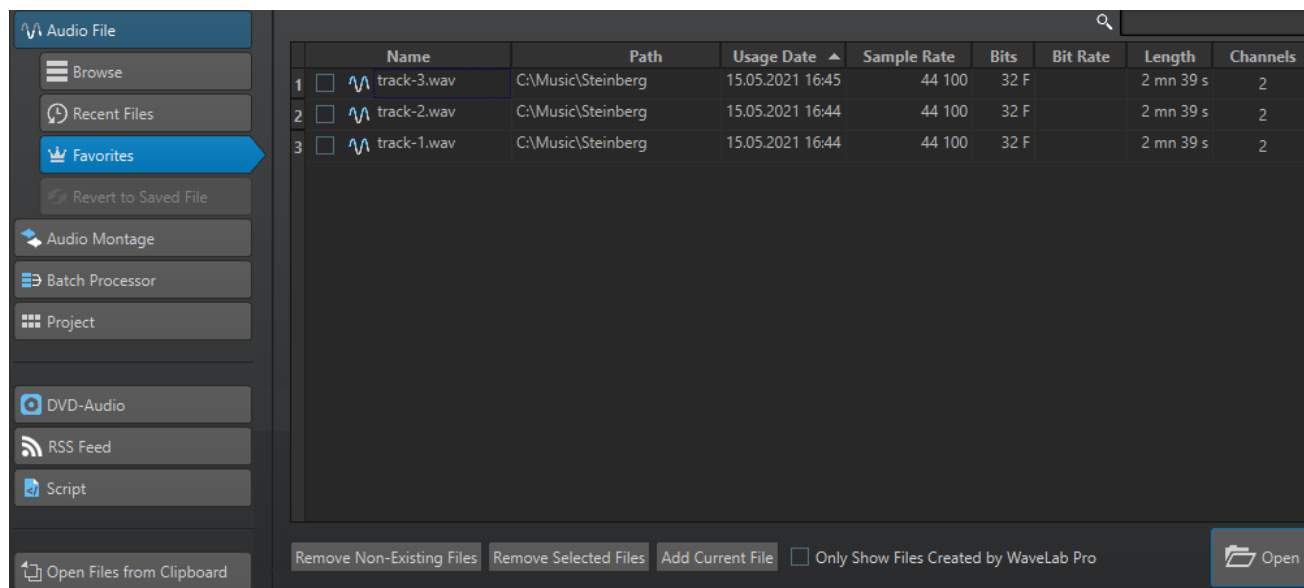 Audio File
Browse
Recent Files
Favorites
Revert to Saved File
Audio Montage
Batch Processor
Project
DVD-Audio
RSS Feed
Script
Open Files from Clipboard
Name Path Usage Date Sample Rate Bits Bit Rate Length Channels
1 track-3.wav C:\Music\Steinberg 15.05.2021 16:45 44 100 32 F 2 mn 39 s 2
2 track-2.wav C:\Music\Steinberg 15.05.2021 16:44 44 100 32 F 2 mn 39 s 2
3 track-1.wav C:\Music\Steinberg 15.05.2021 16:44 44 100 32 F 2 mn 39 s 2
Remove Non-Existing Files Remove Selected Files Add Current File Only Show Files Created by WaveLab Pro Open